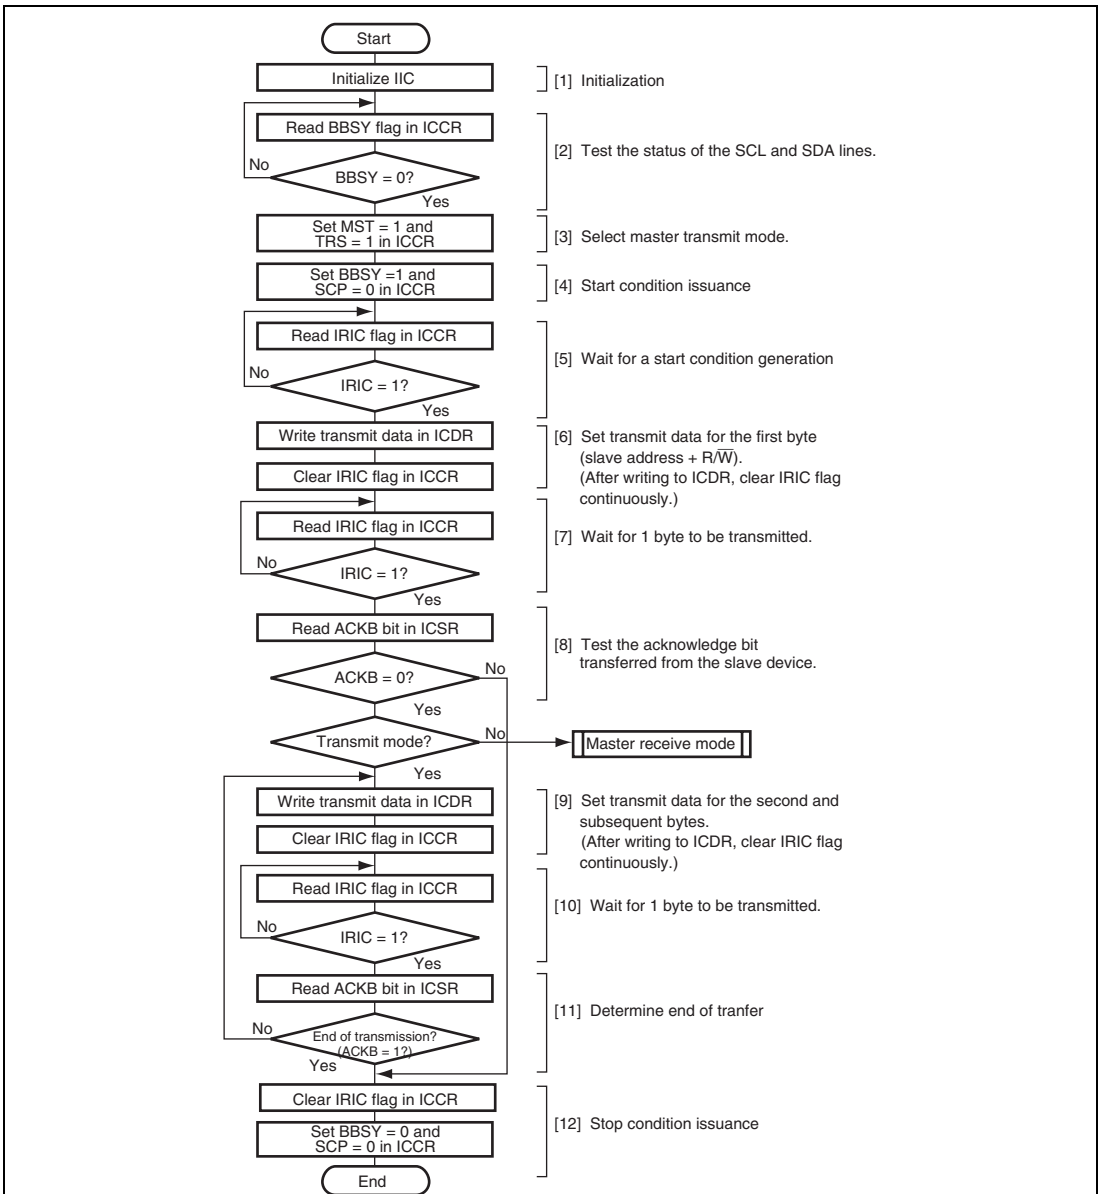 Start
Initialize IIC
[1] Initialization
Read BBSY flag in ICCR
[2] Test the status of the SCL and SDA lines.
No
BBSY = 0?
Yes
Set MST = 1 and
TRS = 1 in ICCR
[3] Select master transmit mode.
Set BBSY =1 and
SCP = 0 in ICCR
[4] Start condition issuance
Read IRIC flag in ICCR
[5] Wait for a start condition generation
No
IRIC = 1?
Yes
Write transmit data in ICDR
[6] Set transmit data for the first byte
(slave address + R/W̅).
(After writing to ICDR, clear IRIC flag
continuously.)
Clear IRIC flag in ICCR
Read IRIC flag in ICCR
[7] Wait for 1 byte to be transmitted.
No
IRIC = 1?
Yes
Read ACKB bit in ICSR
[8] Test the acknowledge bit
transferred from the slave device.
ACKB = 0?
No
Yes
Transmit mode?
No
Master receive mode
Yes
Write transmit data in ICDR
[9] Set transmit data for the second and
subsequent bytes.
(After writing to ICDR, clear IRIC flag
continuously.)
Clear IRIC flag in ICCR
Read IRIC flag in ICCR
[10] Wait for 1 byte to be transmitted.
No
IRIC = 1?
Yes
Read ACKB bit in ICSR
[11] Determine end of tranfer
No
End of transmission?
(ACKB = 1?)
Yes
Clear IRIC flag in ICCR
[12] Stop condition issuance
Set BBSY = 0 and
SCP = 0 in ICCR
End